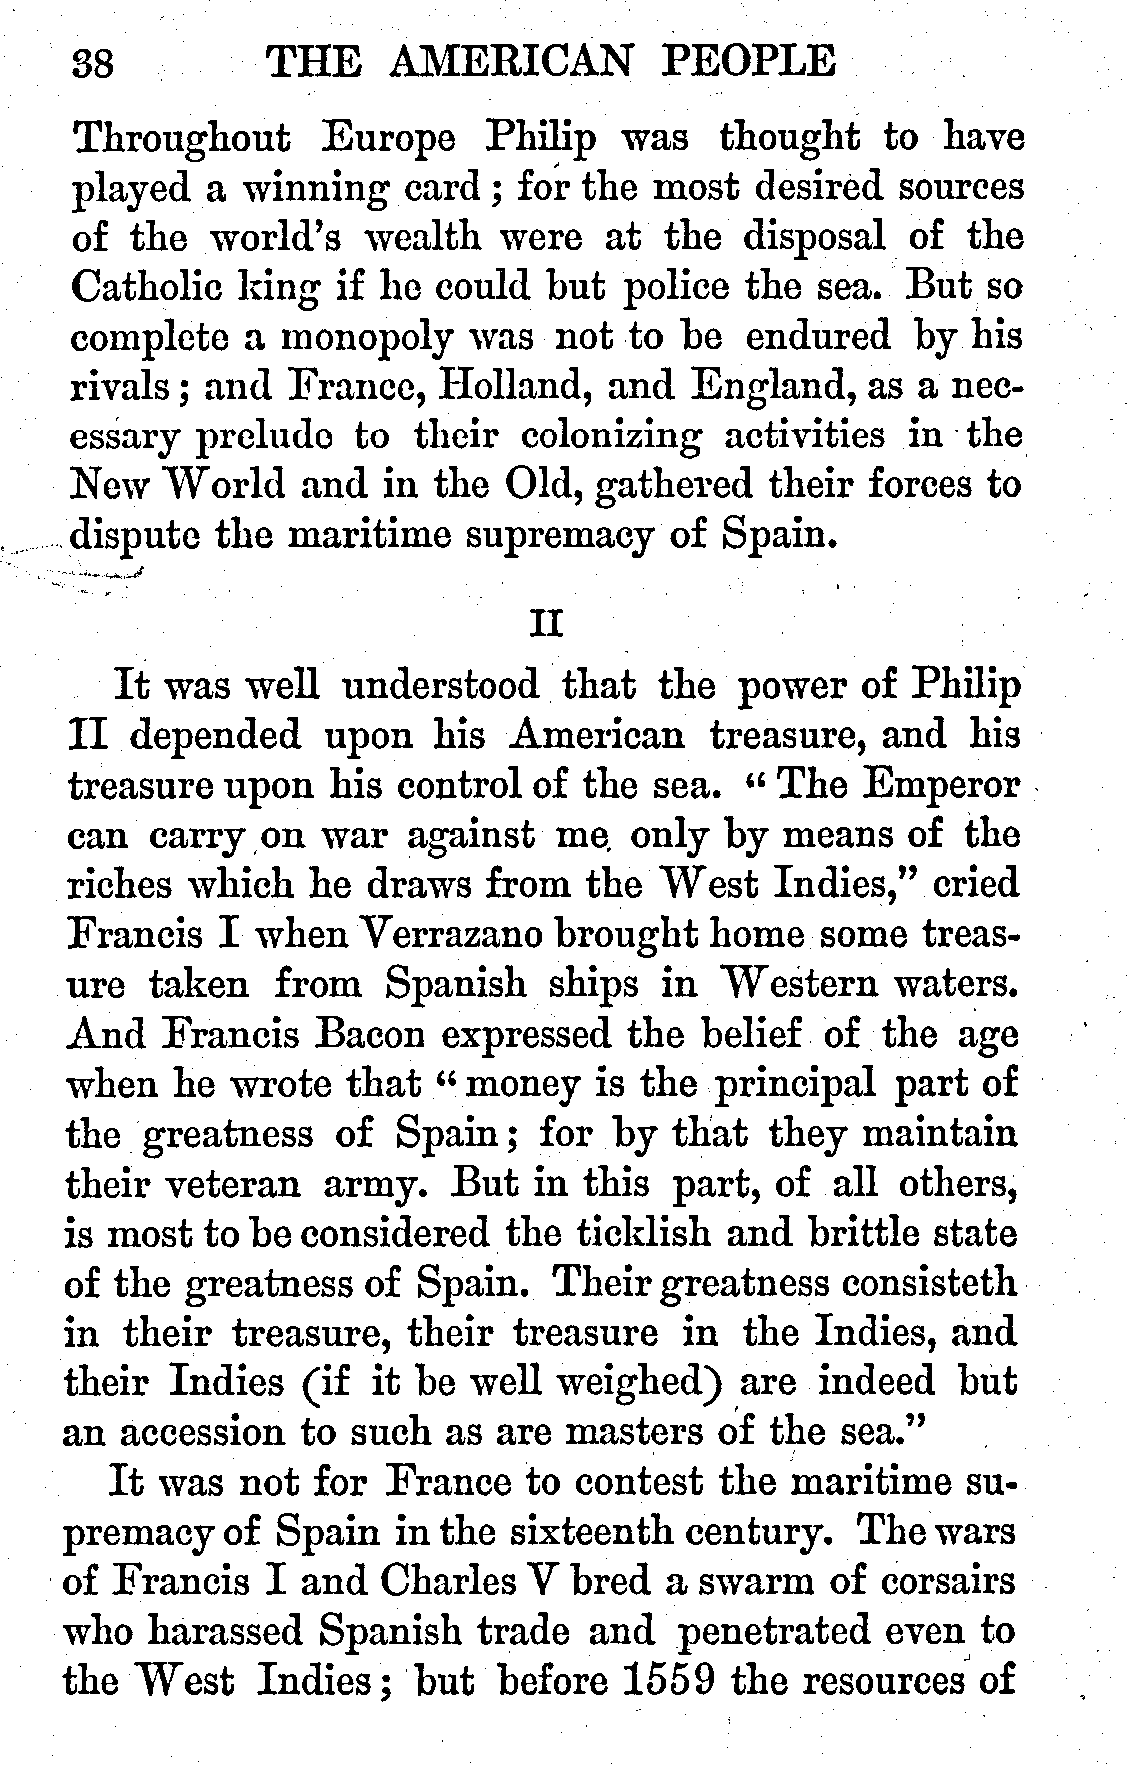 38 THE AMERICAN PEOPLE
Throughout Europe Philip was thought to have
played a winning card ; for the most desired sources
of the world's wealth were at the disposal of the
Catholic king if he could but police the sea. But so
complete a monopoly was not to be endured by his
rivals ; and France, Holland, and England, as a nec-
essary prelude to their colonizing activities in the
New World and in the Old, gathered their forces to
dispute the maritime supremacy of Spain.
II
It was well understood that the power of Philip
II depended upon his American treasure, and his
treasure upon his control of the sea. “ The Emperor
can carry on war against me only by means of the
riches which he draws from the West Indies,” cried
Francis I when Verrazano brought home some treas-
ure taken from Spanish ships in Western waters.
And Francis Bacon expressed the belief of the age
when he wrote that “ money is the principal part of
the greatness of Spain ; for by that they maintain
their veteran army. But in this part, of all others,
is most to be considered the ticklish and brittle state
of the greatness of Spain. Their greatness consisteth
in their treasure, their treasure in the Indies, and
their Indies (if it be well weighed) are indeed but
an accession to such as are masters of the sea.”
It was not for France to contest the maritime su-
premacy of Spain in the sixteenth century. The wars
of Francis I and Charles V bred a swarm of corsairs
who harassed Spanish trade and penetrated even to
the West Indies ; but before 1559 the resources of